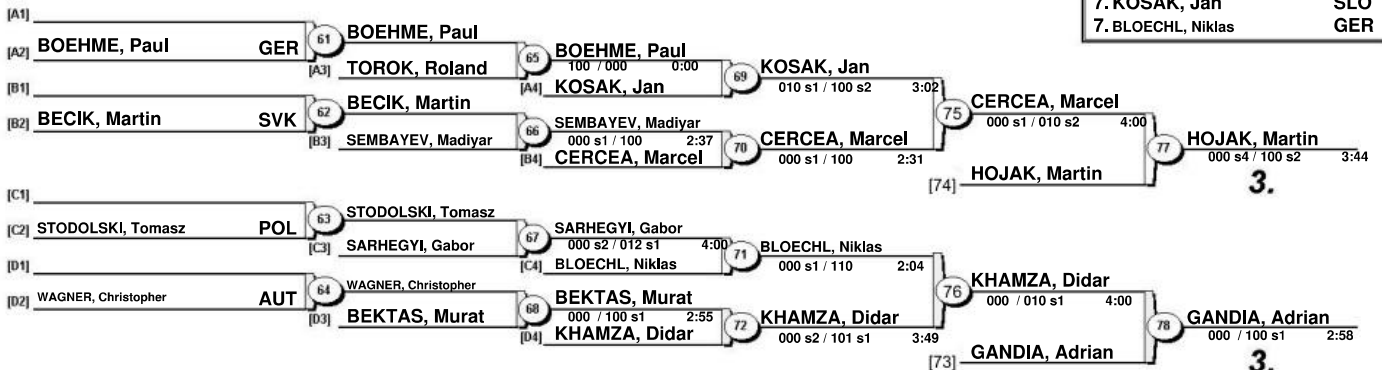 7. KOSAK, Jan SLO
7. BLOECHL, Niklas GER
[A1]
[A2] BOEHME, Paul GER
61
BOEHME, Paul
[A3] TOROK, Roland
65
BOEHME, Paul
100 / 000 0:00
[A4] KOSAK, Jan
69
KOSAK, Jan
010 s1 / 100 s2 3:02
[B1]
[B2] BECIK, Martin SVK
62
BECIK, Martin
[B3] SEMBAYEV, Madiyar
66
SEMBAYEV, Madiyar
000 s1 / 100 2:37
[B4] CERCEA, Marcel
70
CERCEA, Marcel
000 s1 / 100 2:31
75
CERCEA, Marcel
000 s1 / 010 s2 4:00
[74] HOJAK, Martin
77
HOJAK, Martin
000 s4 / 100 s2 3:44
3.
[C1]
[C2] STODOLSKI, Tomasz POL
63
STODOLSKI, Tomasz
[C3] SARHEGYI, Gabor
67
SARHEGYI, Gabor
000 s2 / 012 s1 4:00
[C4] BLOECHL, Niklas
71
BLOECHL, Niklas
000 s1 / 110 2:04
[D1]
[D2] WAGNER, Christopher AUT
64
WAGNER, Christopher
[D3] BEKTAS, Murat
68
BEKTAS, Murat
000 / 100 s1 2:55
[D4] KHAMZA, Didar
72
KHAMZA, Didar
000 s2 / 101 s1 3:49
76
KHAMZA, Didar
000 / 010 s1 4:00
[73] GANDIA, Adrian
78
GANDIA, Adrian
000 / 100 s1 2:58
3.